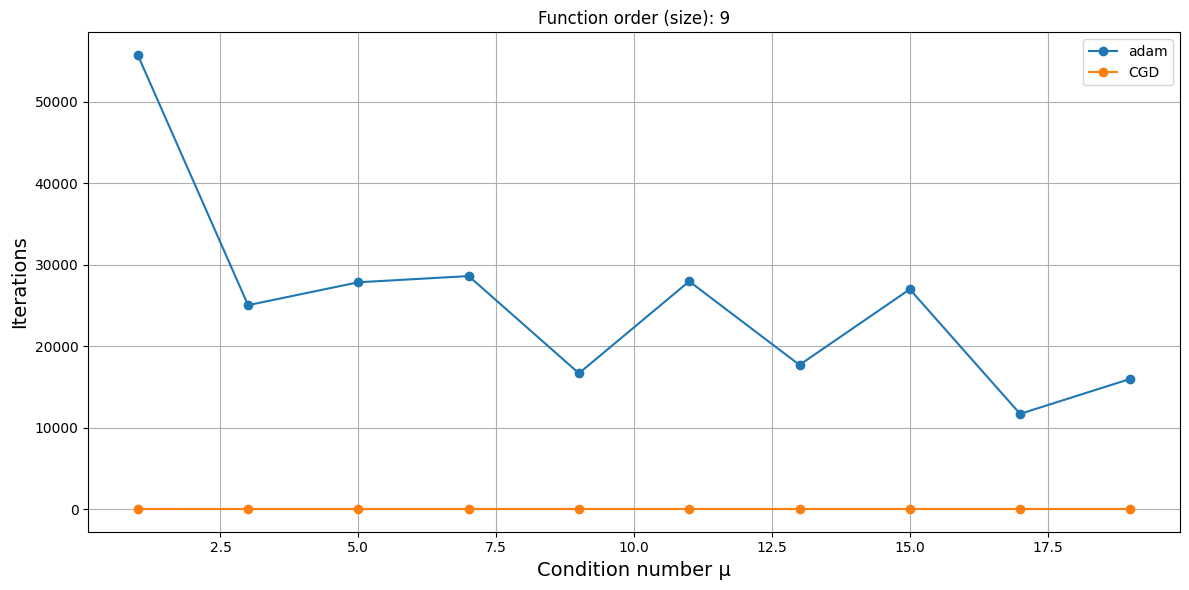 Function order (size): 9
adam
CGD
50000
40000
30000
20000
10000
0
Iterations
2.5 5.0 7.5 10.0 12.5 15.0 17.5
Condition number μ